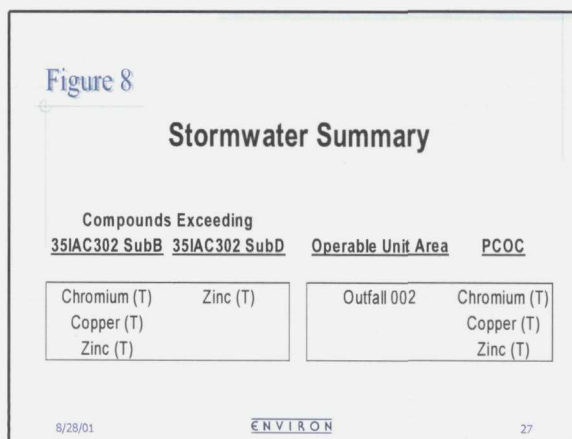 Figure 8
Stormwater Summary
Compounds Exceeding
35IAC302 SubB 35IAC302 SubD Operable Unit Area PCOC
Chromium (T) Zinc (T) Outfall 002 Chromium (T)
Copper (T) Copper (T)
Zinc (T) Zinc (T)
8/28/01 ENVIRON 27